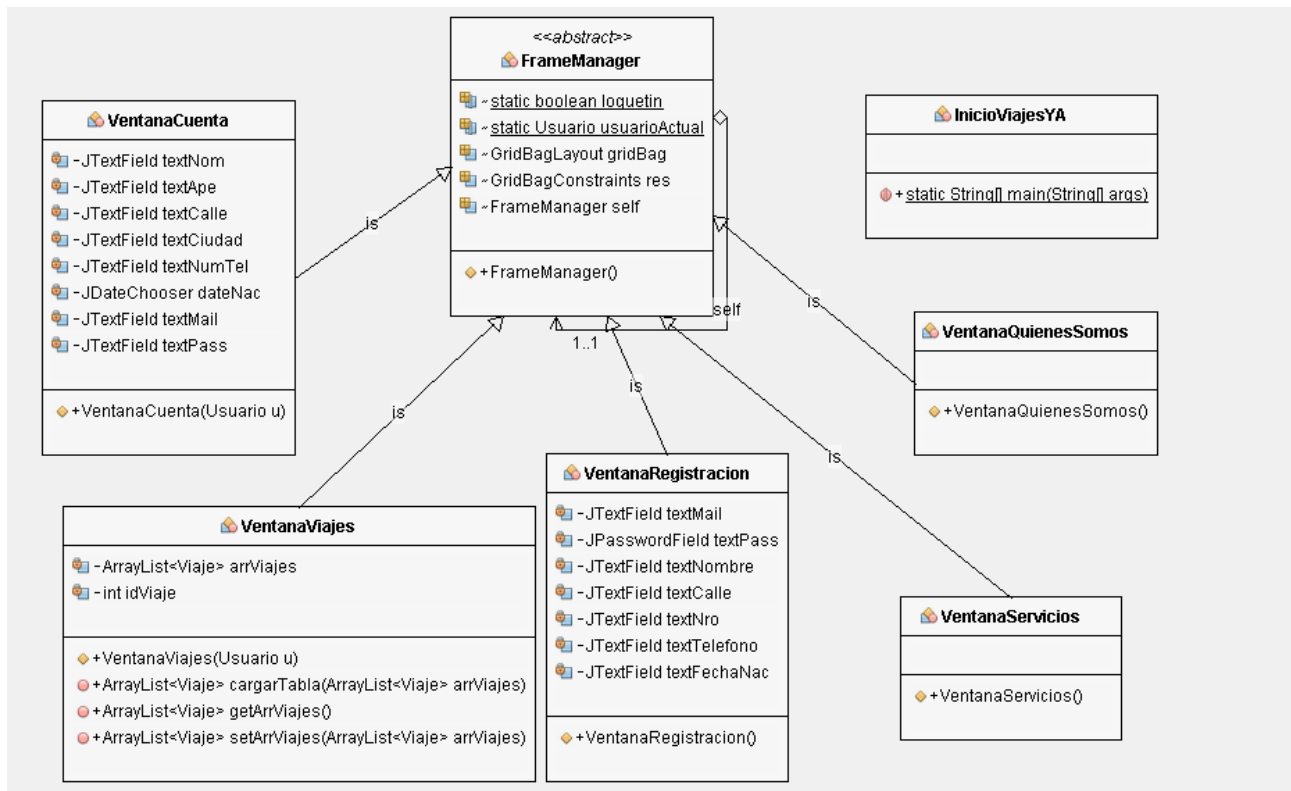 <<abstract>>
FrameManager
~static boolean loquetin
~static Usuario usuarioActual
~GridBagLayout gridBag
~GridBagConstraints res
~FrameManager self
+FrameManager()
self
1..1
VentanaCuenta
-JTextField textNom
-JTextField textApe
-JTextField textCalle
-JTextField textCiudad
-JTextField textNumTel
-JDateChooser dateNac
-JTextField textMail
-JTextField textPass
+VentanaCuenta(Usuario u)
is
InicioViajesYA
+static String[] main(String[] args)
is
VentanaQuienesSomos
+VentanaQuienesSomos()
is
VentanaViajes
-ArrayList<Viaje> arrViajes
-int idViaje
+VentanaViajes(Usuario u)
+ArrayList<Viaje> cargarTabla(ArrayList<Viaje> arrViajes)
+ArrayList<Viaje> getArrViajes()
+ArrayList<Viaje> setArrViajes(ArrayList<Viaje> arrViajes)
is
VentanaRegistracion
-JTextField textMail
-JPasswordField textPass
-JTextField textNombre
-JTextField textCalle
-JTextField textNro
-JTextField textTelefono
-JTextField textFechaNac
+VentanaRegistracion()
is
VentanaServicios
+VentanaServicios()